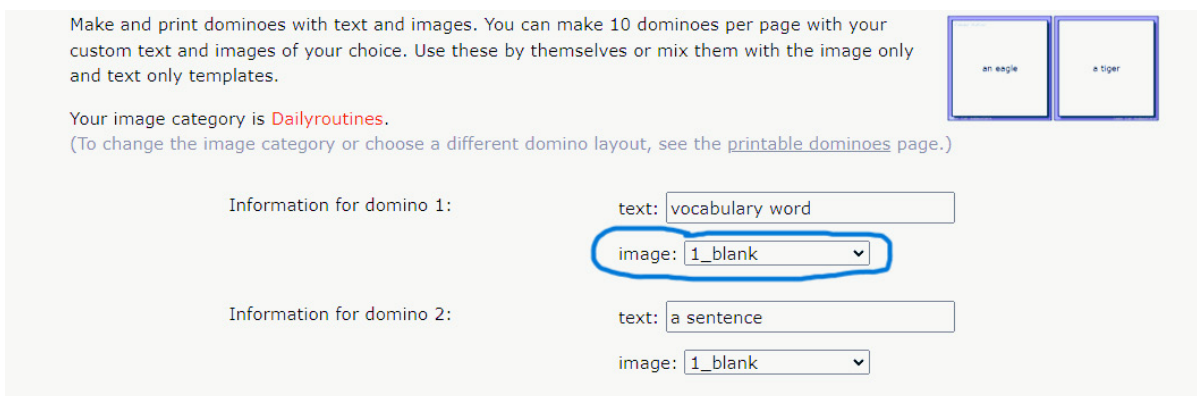 Make and print dominoes with text and images. You can make 10 dominoes per page with your
custom text and images of your choice. Use these by themselves or mix them with the image only
and text only templates.
an eagle
a tiger
Your image category is Dailyroutines.
(To change the image category or choose a different domino layout, see the printable dominoes page.)
Information for domino 1:
text: vocabulary word
image: 1_blank
Information for domino 2:
text: a sentence
image: 1_blank